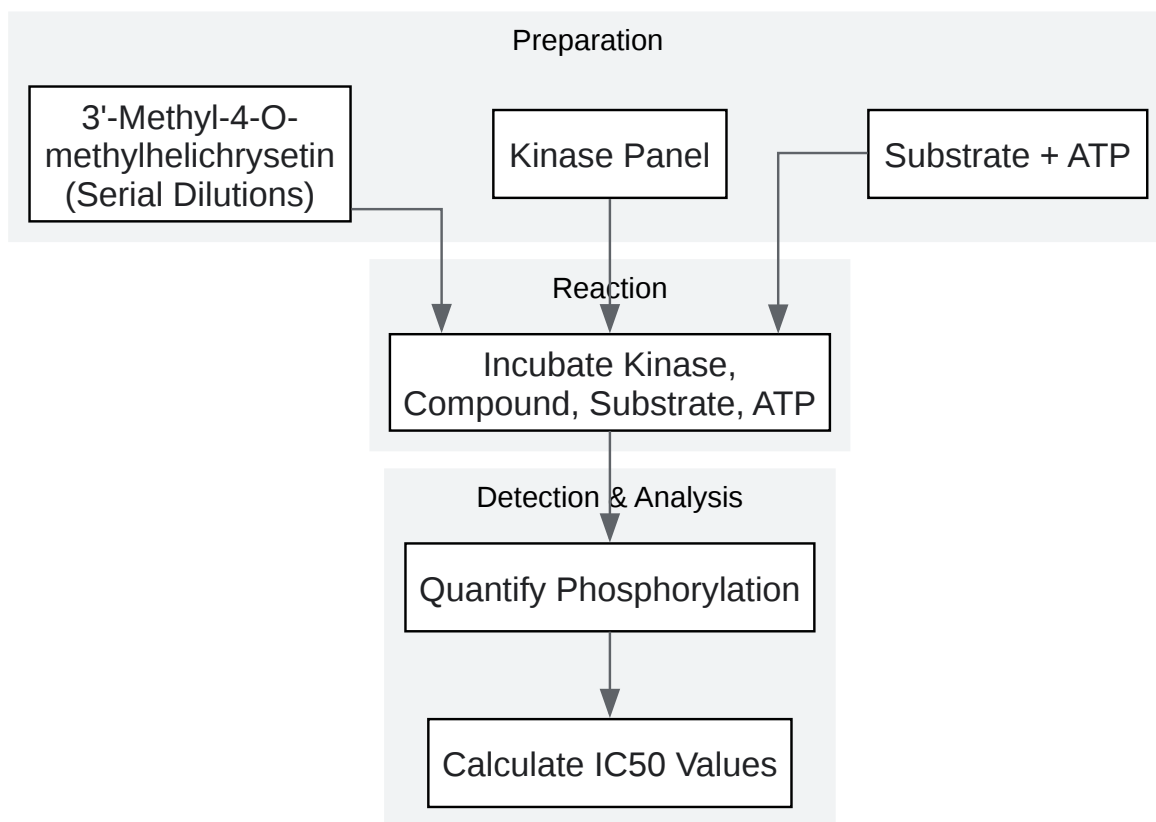 Preparation
3'-Methyl-4-O-
methylhelichrysetin
(Serial Dilutions)
Kinase Panel
Substrate + ATP
Reaction
Incubate Kinase,
Compound, Substrate, ATP
Detection & Analysis
Quantify Phosphorylation
Calculate IC50 Values